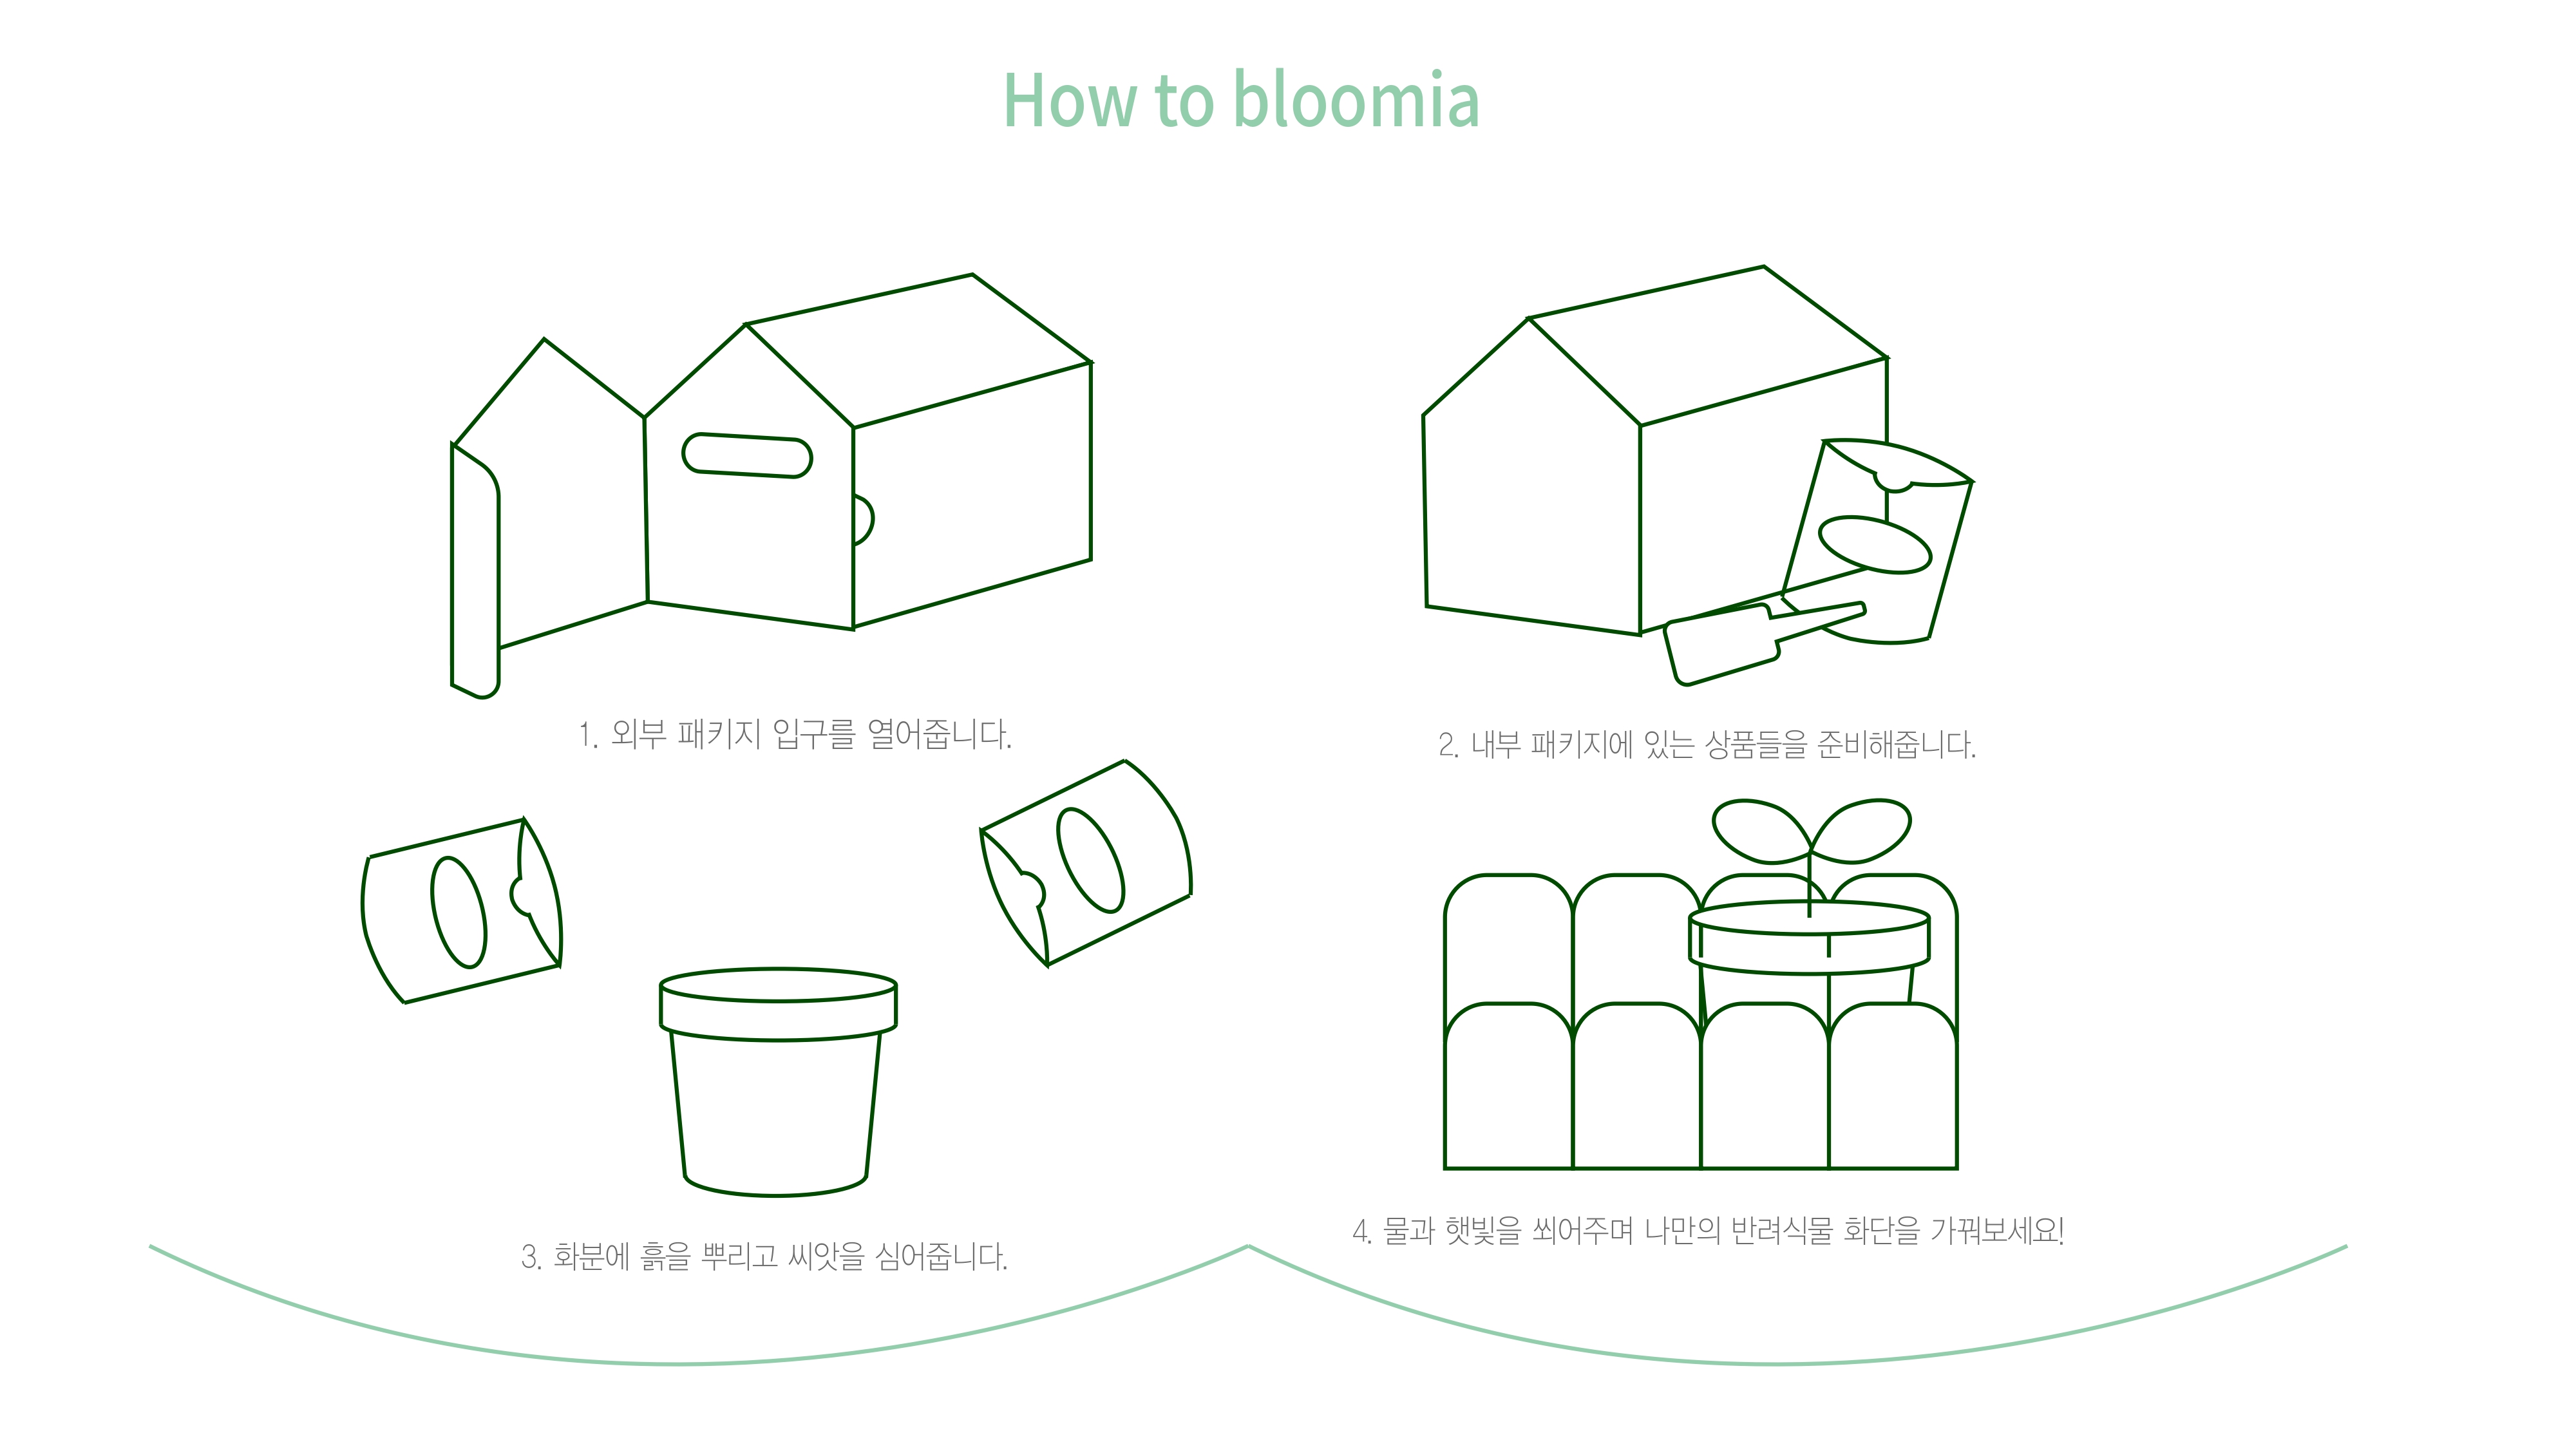 How to bloomia
1. 외부 패키지 입구를 열어줍니다.
2. 내부 패키지에 있는 상품들을 준비해줍니다.
3. 화분에 흙을 뿌리고 씨앗을 심어줍니다.
4. 물과 햇빛을 쐬어주며 나만의 반려식물 화단을 가꿔보세요!